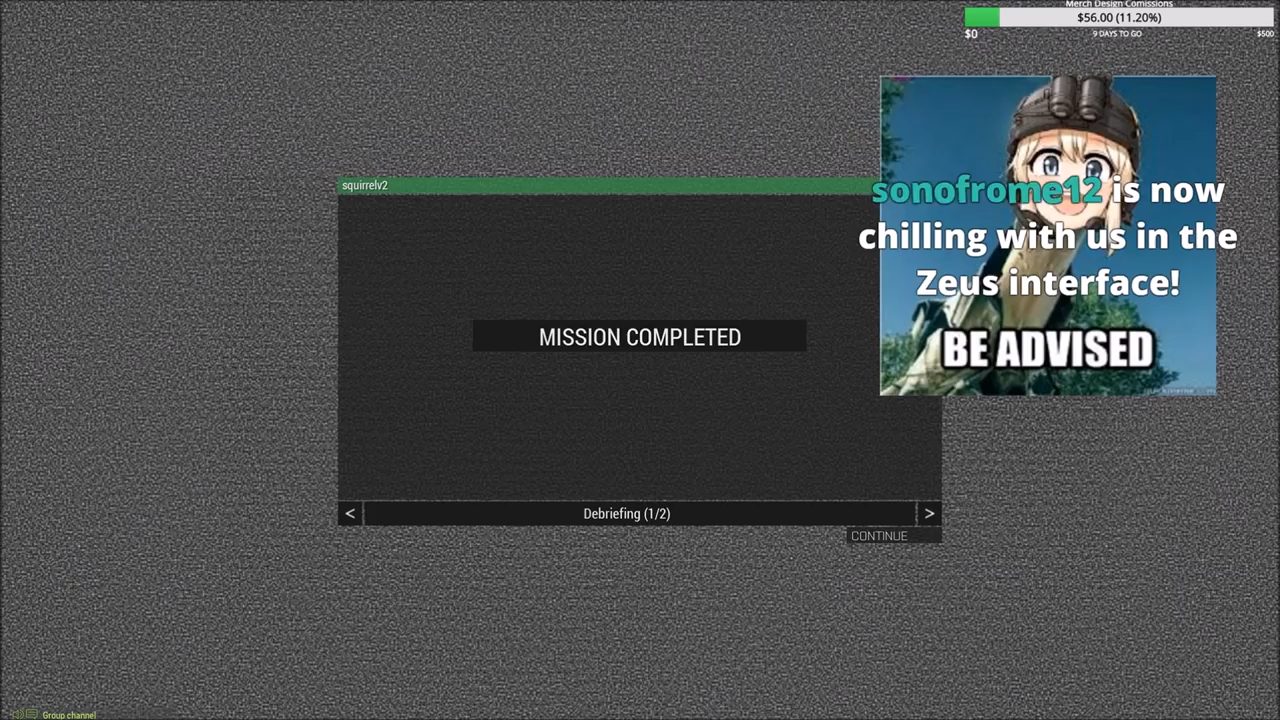 Merch Design Comissions
$56.00 (11.20%)
$0
9 DAYS TO GO
$500
squirrelv2
sonofrome12 is now
chilling with us in the
Zeus interface!
MISSION COMPLETED
BE ADVISED
<
Debriefing (1/2)
>
CONTINUE
Group channel